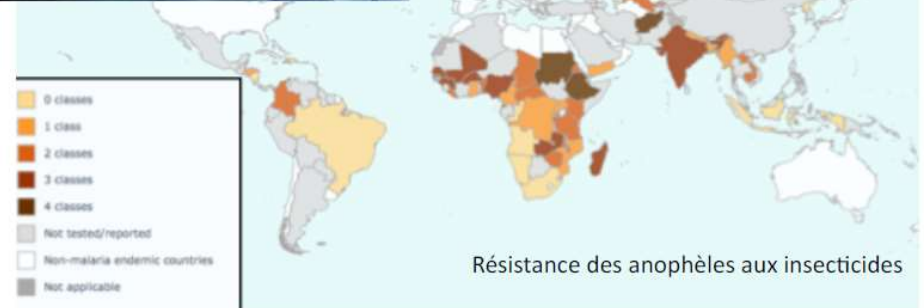 0 classes
1 class
2 classes
3 classes
4 classes
Not tested/reported
Non-malaria endemic countries
Not applicable
Résistance des anophèles aux insecticides